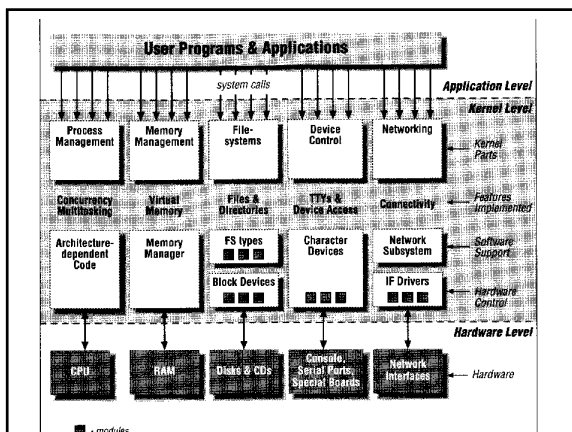 User Programs & Applications
system calls
Application Level
Kernel Level
Process Management
Memory Management
File-systems
Device Control
Networking
Kernel Parts
Concurrency Multitasking
Virtual Memory
Files & Directories
TTYs & Device Access
Connectivity
Features Implemented
Architecture-dependent Code
Memory Manager
FS types
Character Devices
Network Subsystem
Software Support
Block Devices
IF Drivers
Hardware Control
Hardware Level
CPU
RAM
Disks & CDs
Console, Serial Ports, Special Boards
Network Interfaces
Hardware
- modules